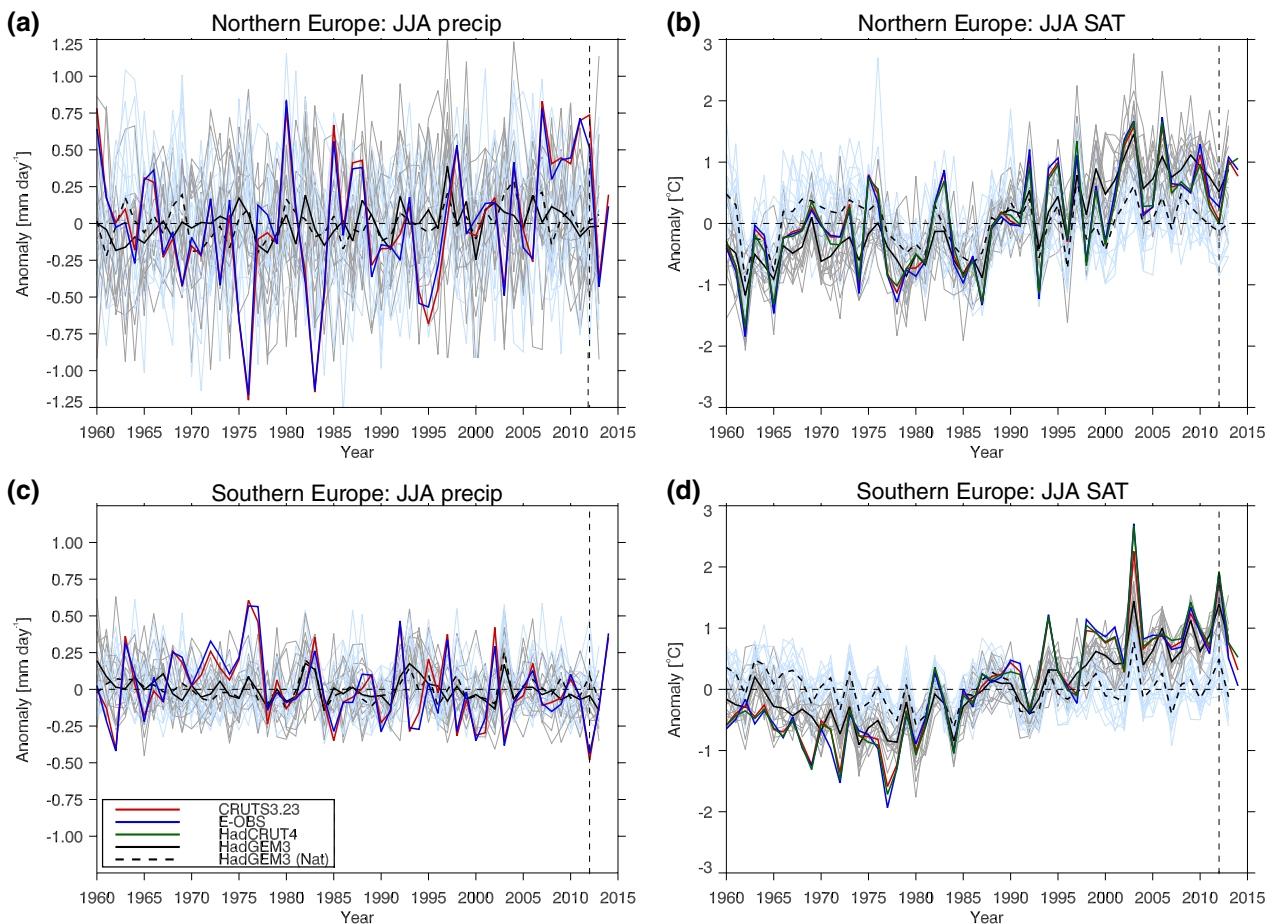 (a)
Northern Europe: JJA precip
1.25
1.00
0.75
0.50
0.25
0
-0.25
-0.50
-0.75
-1.00
-1.25
Anomaly [mm day⁻¹]
1960 1965 1970 1975 1980 1985 1990 1995 2000 2005 2010 2015
Year
(b)
Northern Europe: JJA SAT
3
2
1
0
-1
-2
-3
Anomaly [°C]
1960 1965 1970 1975 1980 1985 1990 1995 2000 2005 2010 2015
Year
(c)
Southern Europe: JJA precip
1.00
0.75
0.50
0.25
0
-0.25
-0.50
-0.75
-1.00
Anomaly [mm day⁻¹]
CRUTS3.23
E-OBS
HadCRUT4
HadGEM3
HadGEM3 (Nat)
1960 1965 1970 1975 1980 1985 1990 1995 2000 2005 2010 2015
Year
(d)
Southern Europe: JJA SAT
3
2
1
0
-1
-2
-3
Anomaly [°C]
1960 1965 1970 1975 1980 1985 1990 1995 2000 2005 2010 2015
Year